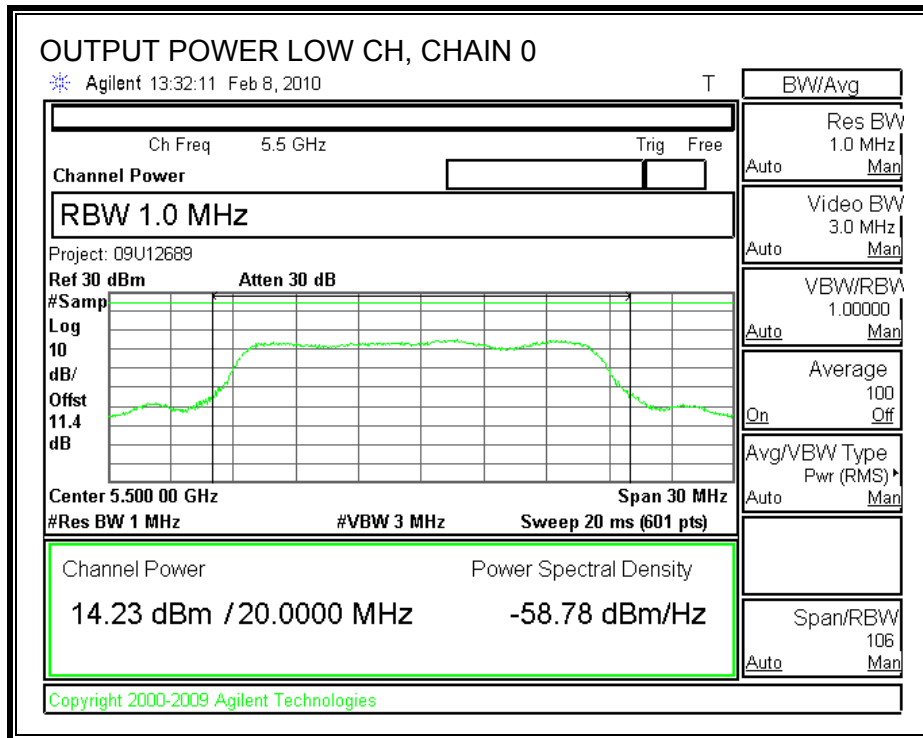 OUTPUT POWER LOW CH, CHAIN 0
Agilent 13:32:11 Feb 8, 2010 T
Ch Freq 5.5 GHz Trig Free
Channel Power
RBW 1.0 MHz
Project: 09U12689
Ref 30 dBm Atten 30 dB
#Samp
Log
10
dB/
Offst
11.4
dB
Center 5.500 00 GHz Span 30 MHz
#Res BW 1 MHz #VBW 3 MHz Sweep 20 ms (601 pts)
Channel Power Power Spectral Density
14.23 dBm / 20.0000 MHz -58.78 dBm/Hz
Copyright 2000-2009 Agilent Technologies
BW/Avg
Res BW
1.0 MHz
Auto Man
Video BW
3.0 MHz
Auto Man
VBW/RBW
1.00000
Auto Man
Average
100
On Off
Avg/VBW Type
Pwr (RMS)
Auto Man
Span/RBW
106
Auto Man